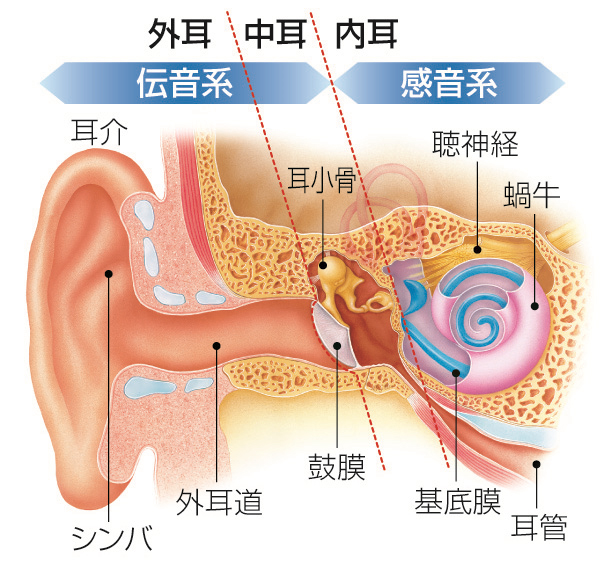 外耳 中耳 内耳
伝音系 感音系
耳介
聴神経
耳小骨
蝸牛
鼓膜
外耳道
基底膜
耳管
シンバ